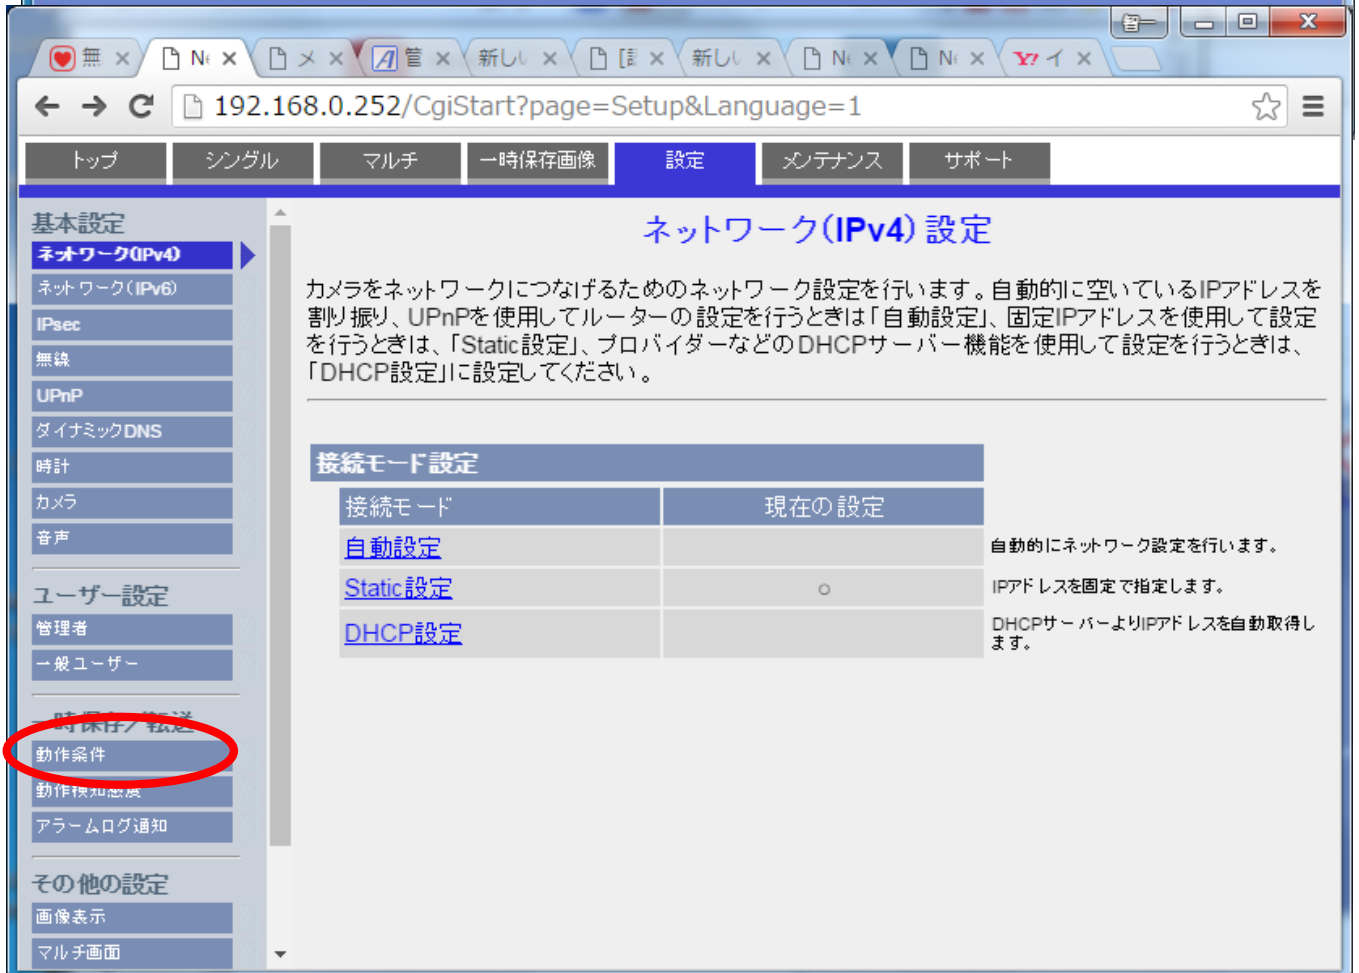 無
Ne
メ
管
新しい
[語
新しい
Ne
Ne
Y! イ
192.168.0.252/CgiStart?page=Setup&Language=1
トップ
シングル
マルチ
一時保存画像
設定
メンテナンス
サポート
基本設定
ネットワーク(IPv4)
ネットワーク(IPv6)
IPsec
無線
UPnP
ダイナミックDNS
時計
カメラ
音声
ユーザー設定
管理者
一般ユーザー
一時保存/転送
動作条件
動作検知感度
アラームログ通知
その他の設定
画像表示
マルチ画面
ネットワーク(IPv4) 設定
カメラをネットワークにつなげるためのネットワーク設定を行います。自動的に空いているIPアドレスを
割り振り、UPnPを使用してルーターの設定を行うときは「自動設定」、固定IPアドレスを使用して設定
を行うときは、「Static設定」、プロバイダーなどのDHCPサーバー機能を使用して設定を行うときは、
「DHCP設定」に設定してください。
接続モード設定
接続モード 現在の設定
自動設定 自動的にネットワーク設定を行います。
Static設定 ○ IPアドレスを固定で指定します。
DHCP設定 DHCPサーバーよりIPアドレスを自動取得し
ます。